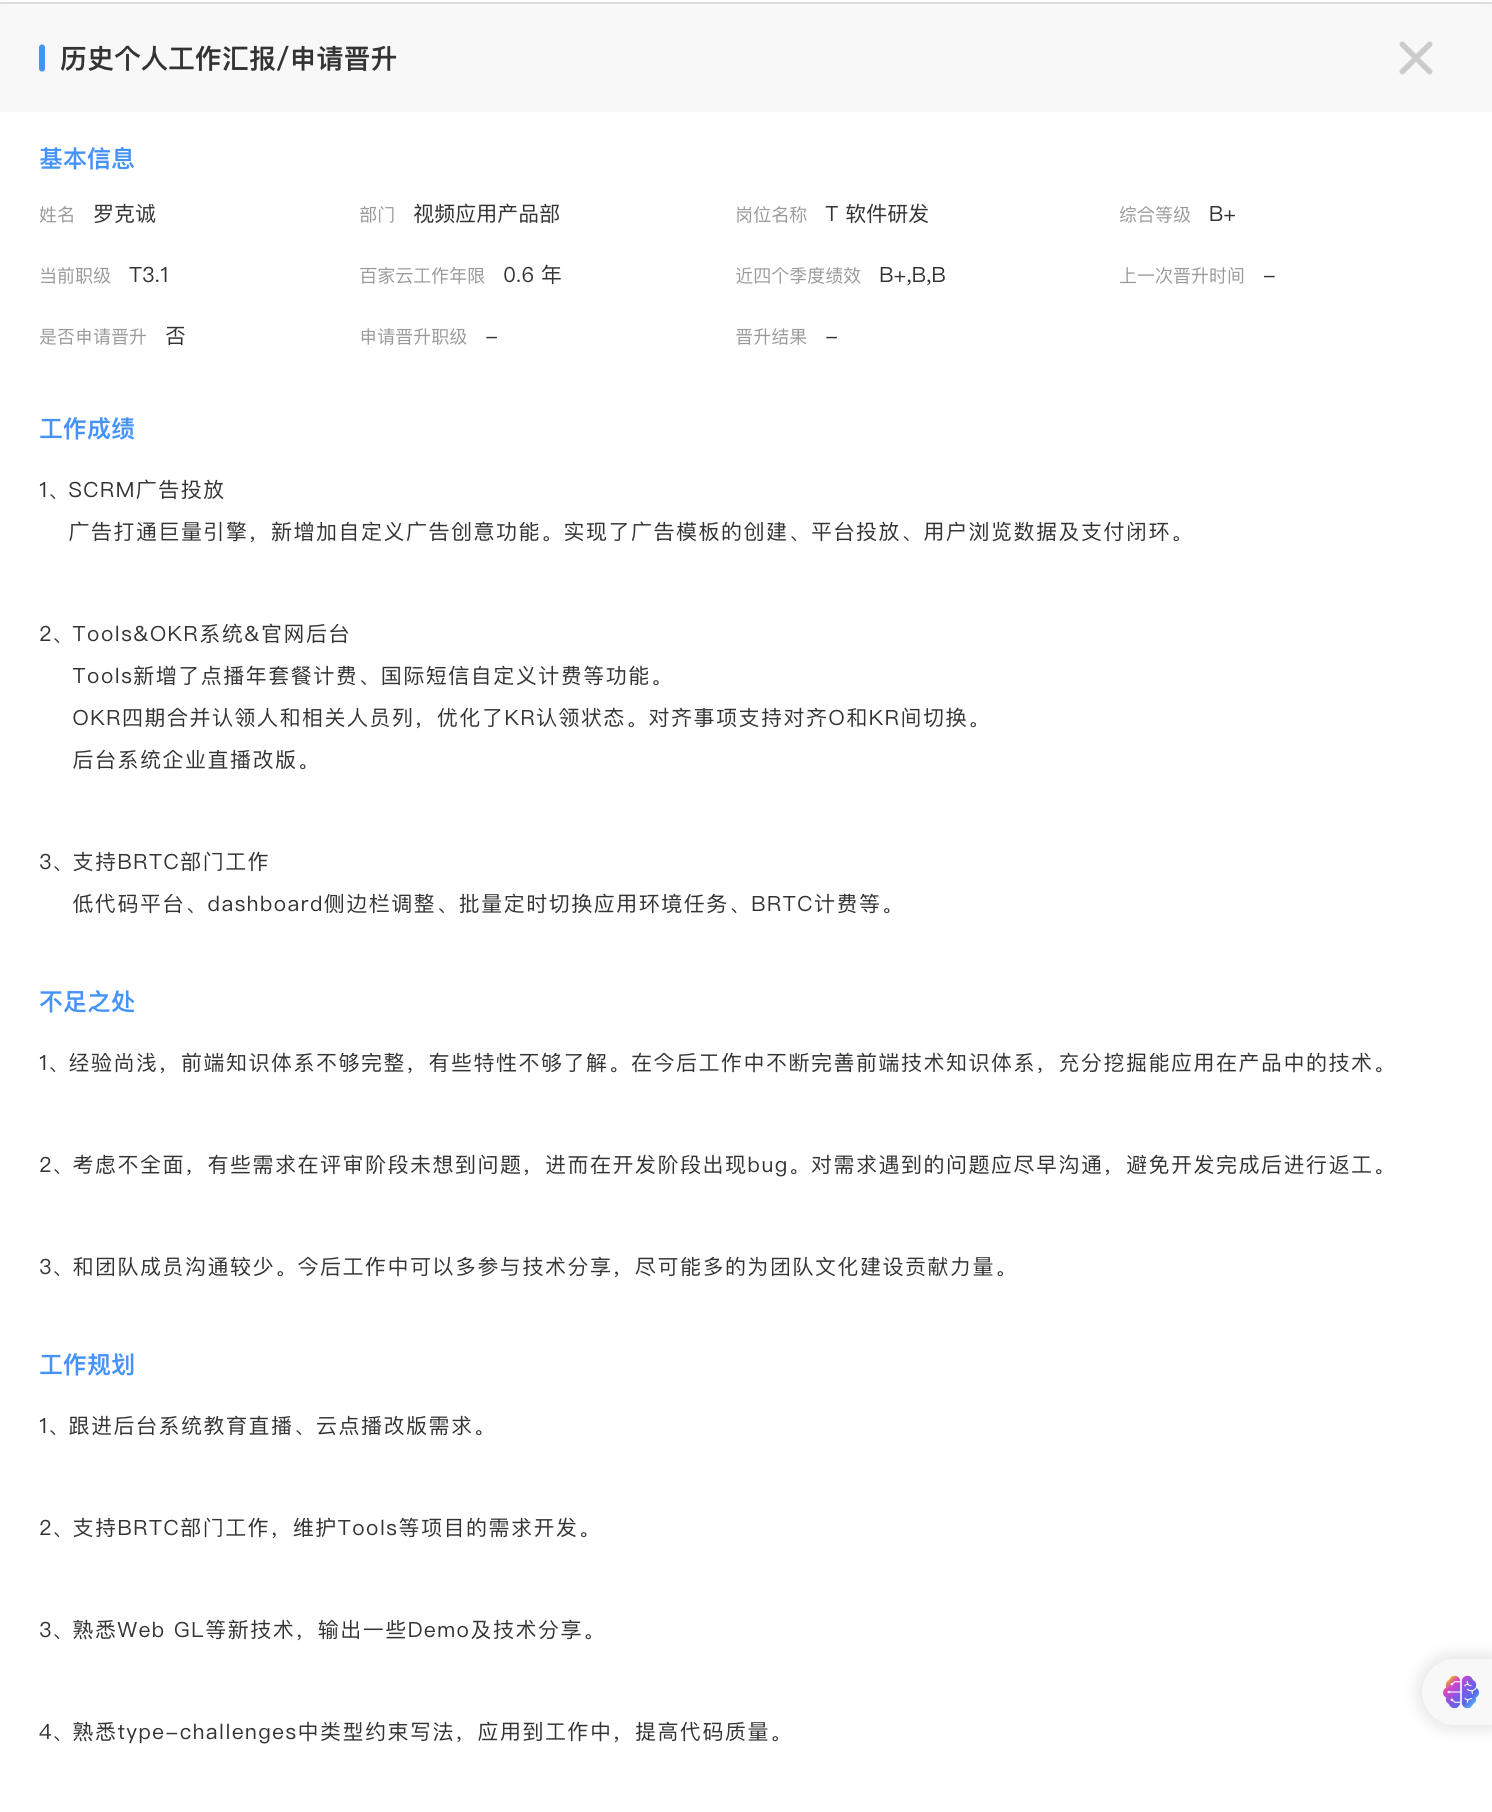 历史个人工作汇报/申请晋升
基本信息
姓名 罗克诚 部门 视频应用产品部 岗位名称 T 软件研发 综合等级 B+
当前职级 T3.1 百家云工作年限 0.6 年 近四个季度绩效 B+,B,B 上一次晋升时间 –
是否申请晋升 否 申请晋升职级 – 晋升结果 –
工作成绩
1、SCRM广告投放
广告打通巨量引擎，新增加自定义广告创意功能。实现了广告模板的创建、平台投放、用户浏览数据及支付闭环。
2、Tools&OKR系统&官网后台
Tools新增了点播年套餐计费、国际短信自定义计费等功能。
OKR四期合并认领人和相关人员列，优化了KR认领状态。对齐事项支持对齐O和KR间切换。
后台系统企业直播改版。
3、支持BRTC部门工作
低代码平台、dashboard侧边栏调整、批量定时切换应用环境任务、BRTC计费等。
不足之处
1、经验尚浅，前端知识体系不够完整，有些特性不够了解。在今后工作中不断完善前端技术知识体系，充分挖掘能应用在产品中的技术。
2、考虑不全面，有些需求在评审阶段未想到问题，进而在开发阶段出现bug。对需求遇到的问题应尽早沟通，避免开发完成后进行返工。
3、和团队成员沟通较少。今后工作中可以多参与技术分享，尽可能多的为团队文化建设贡献力量。
工作规划
1、跟进后台系统教育直播、云点播改版需求。
2、支持BRTC部门工作，维护Tools等项目的需求开发。
3、熟悉Web GL等新技术，输出一些Demo及技术分享。
4、熟悉type-challenges中类型约束写法，应用到工作中，提高代码质量。